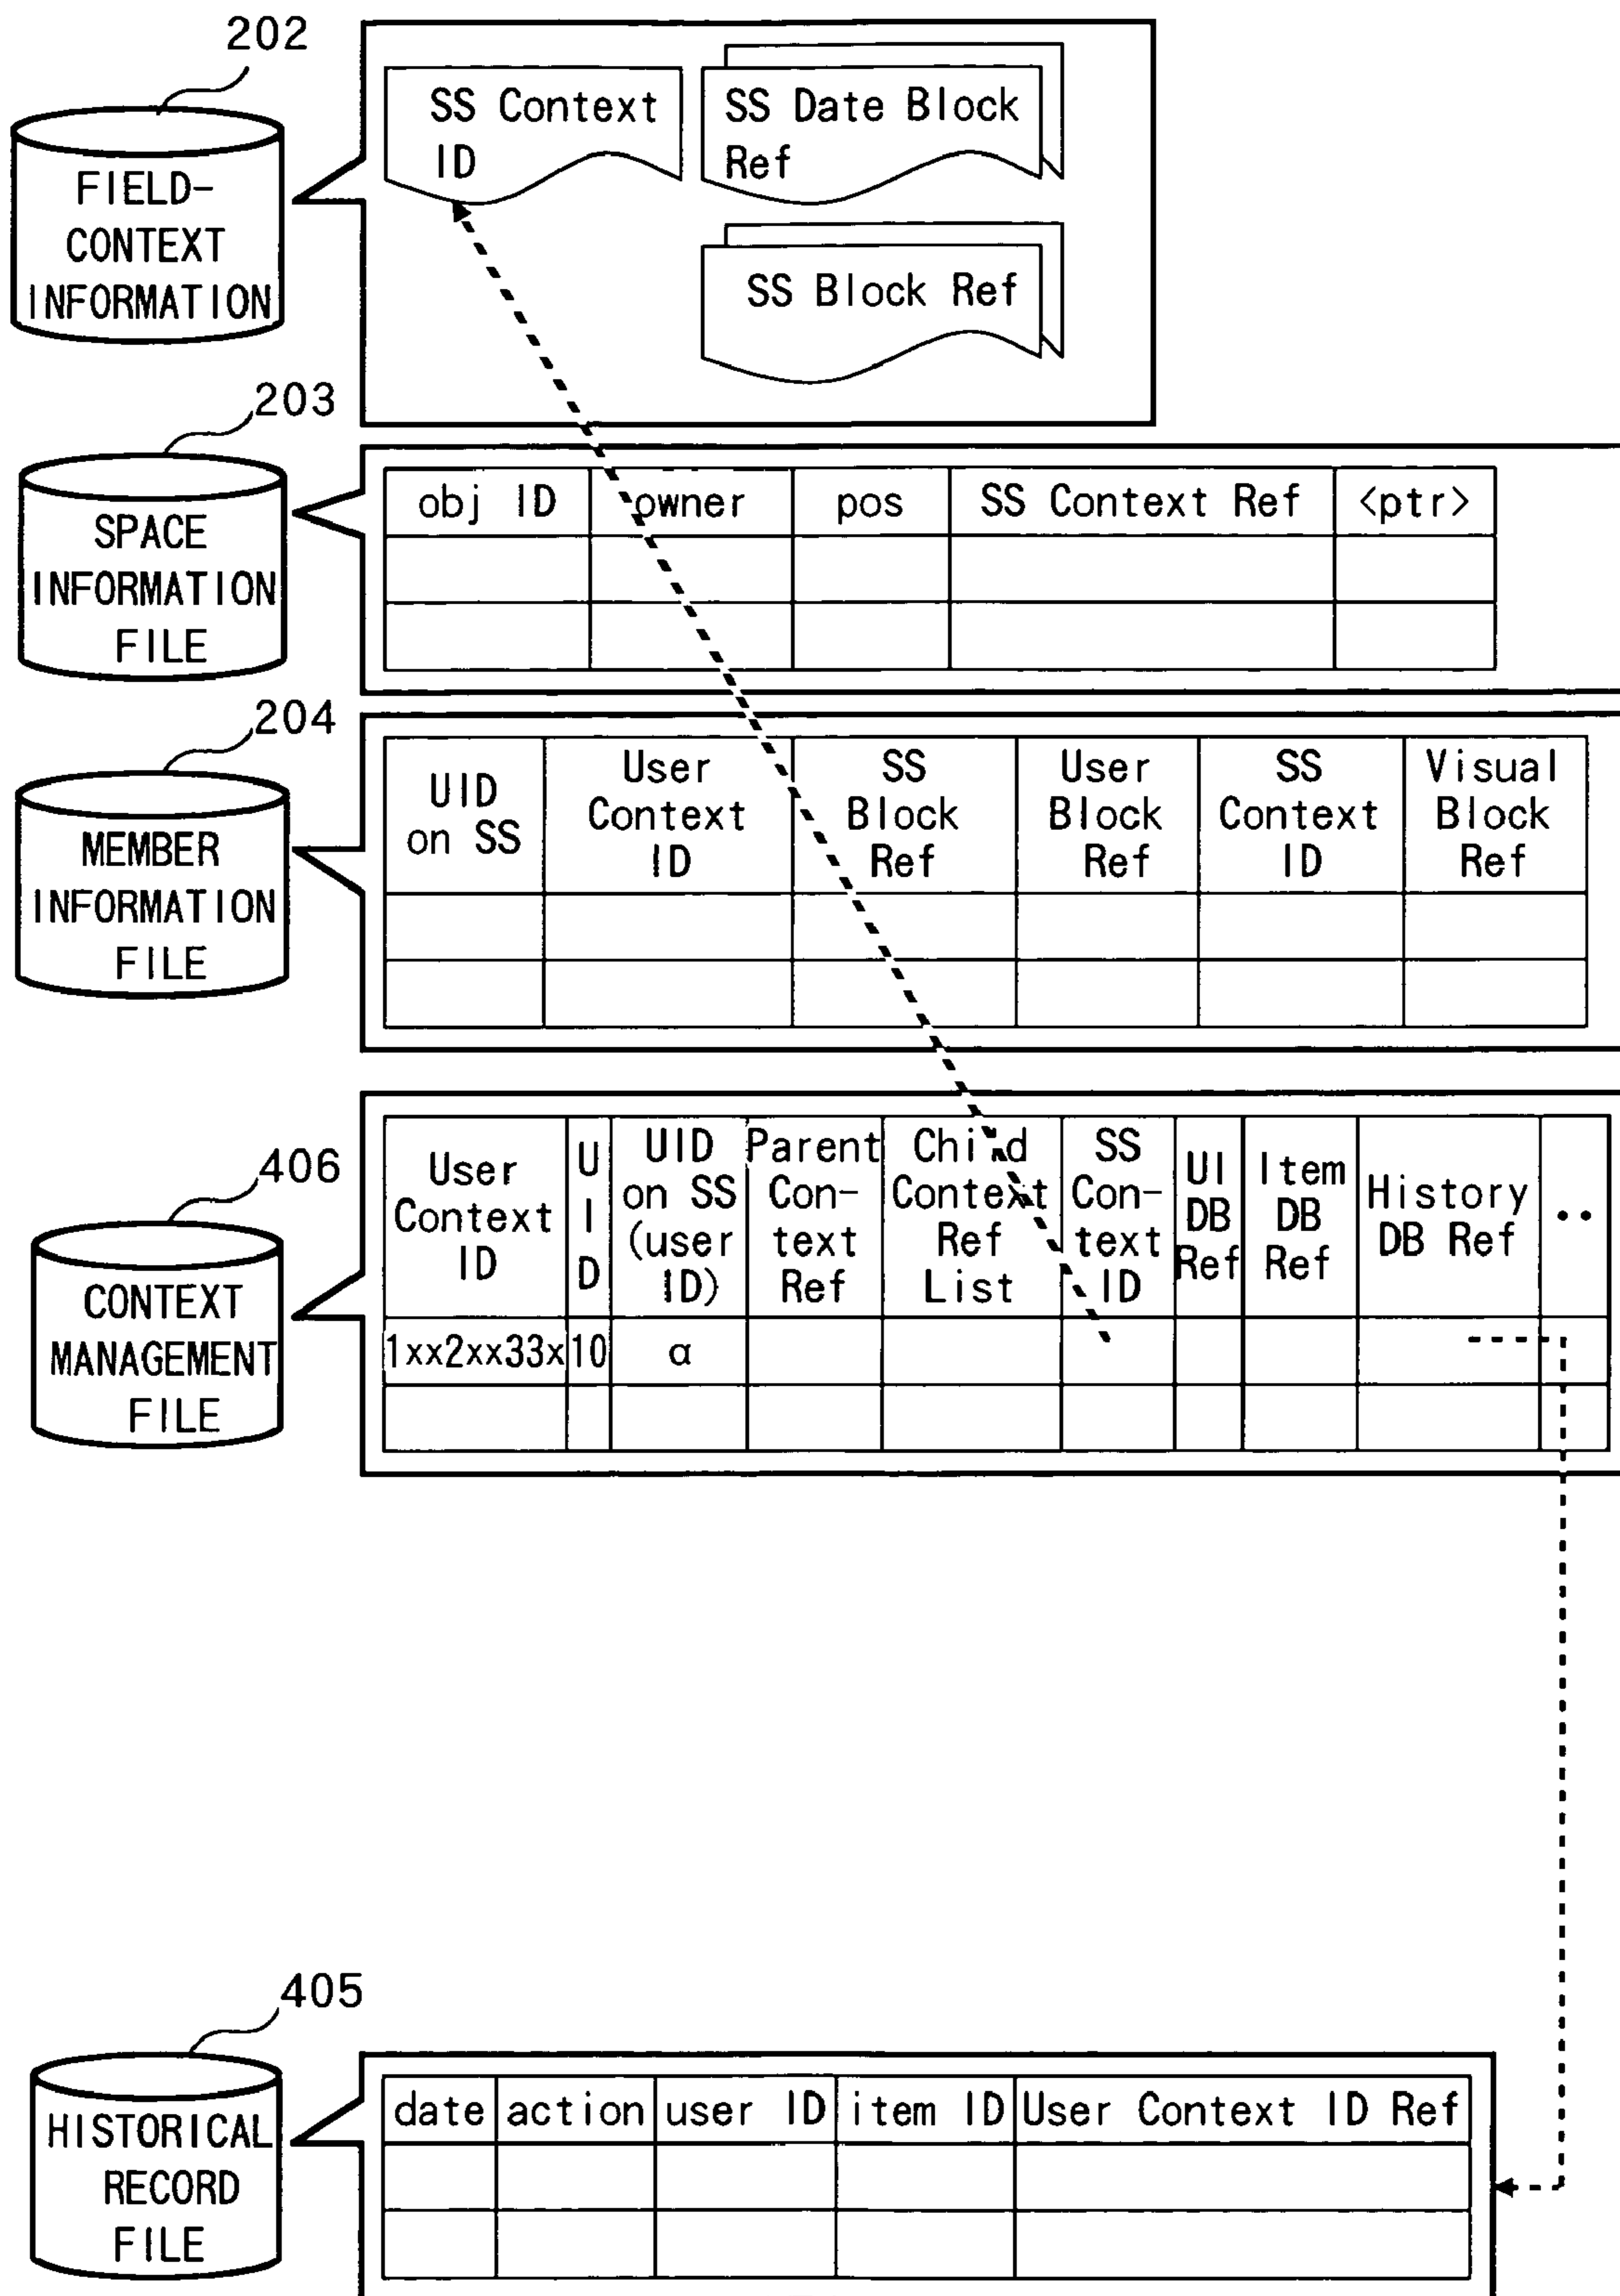 202
FIELD-
CONTEXT
INFORMATION
SS Context
ID
SS Date Block
Ref
SS Block Ref
203
SPACE
INFORMATION
FILE
obj ID owner pos SS Context Ref <ptr>
204
MEMBER
INFORMATION
FILE
UID
on SS
User
Context
ID
SS
Block
Ref
User
Block
Ref
SS
Context
ID
Visual
Block
Ref
406
CONTEXT
MANAGEMENT
FILE
User
Context
ID
U
I
D
UID
on SS
(user
ID)
Parent
Con-
text
Ref
Child
Context
Ref
List
SS
Con-
text
ID
UI
DB
Ref
Item
DB
Ref
History
DB Ref
••
1xx2xx33x 10 α
405
HISTORICAL
RECORD
FILE
date action user ID item ID User Context ID Ref